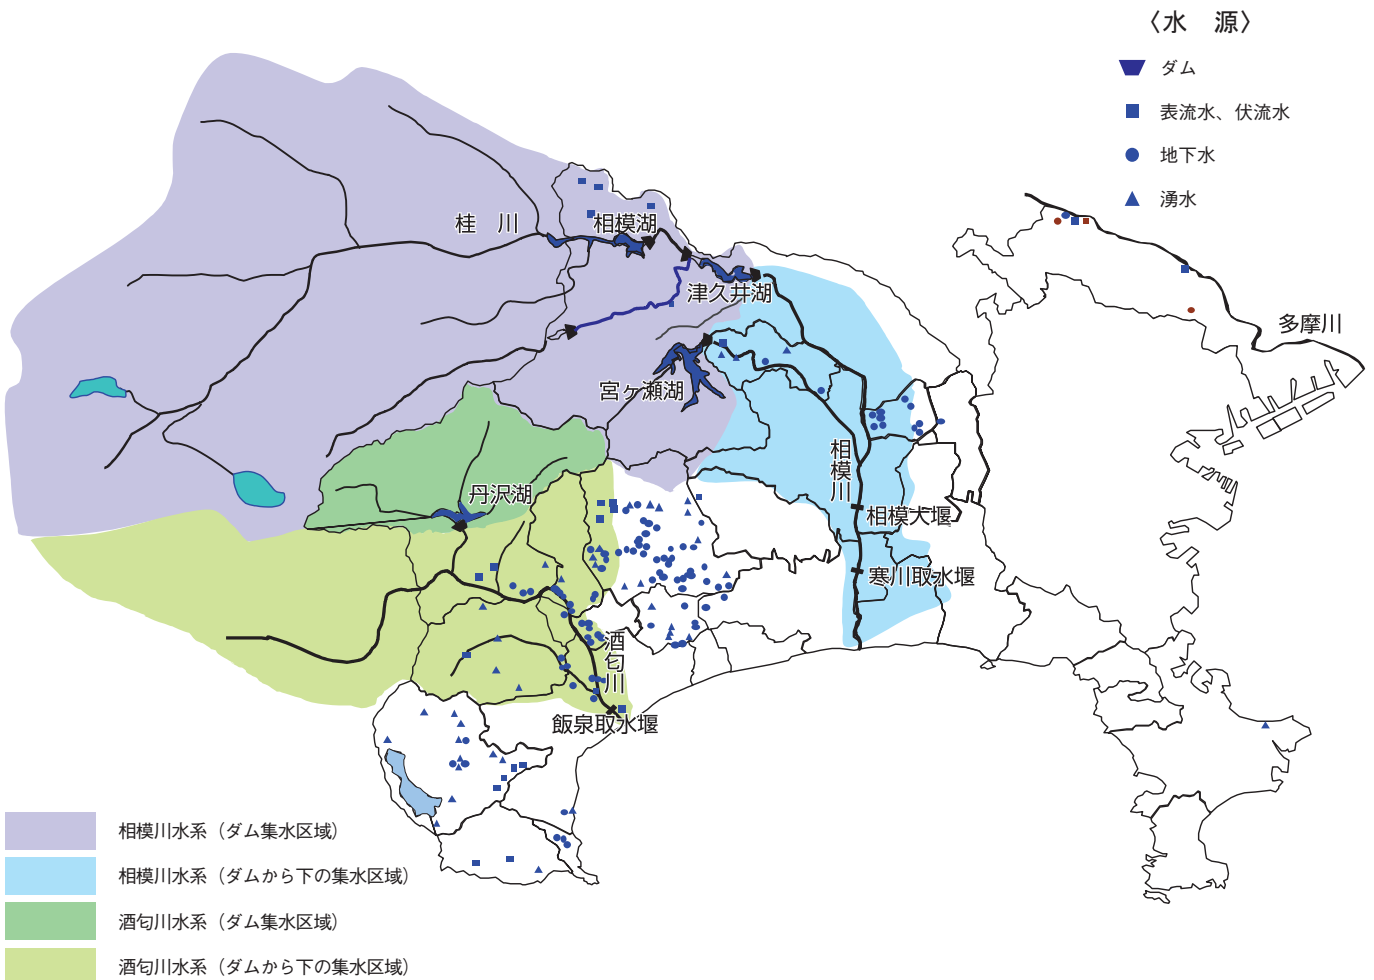 〈水　源〉
ダム
表流水、伏流水
地下水
湧水
桂　川
相模湖
津久井湖
多摩川
宮ヶ瀬湖
相模川
丹沢湖
相模大堰
寒川取水堰
酒匂川
飯泉取水堰
相模川水系（ダム集水区域）
相模川水系（ダムから下の集水区域）
酒匂川水系（ダム集水区域）
酒匂川水系（ダムから下の集水区域）